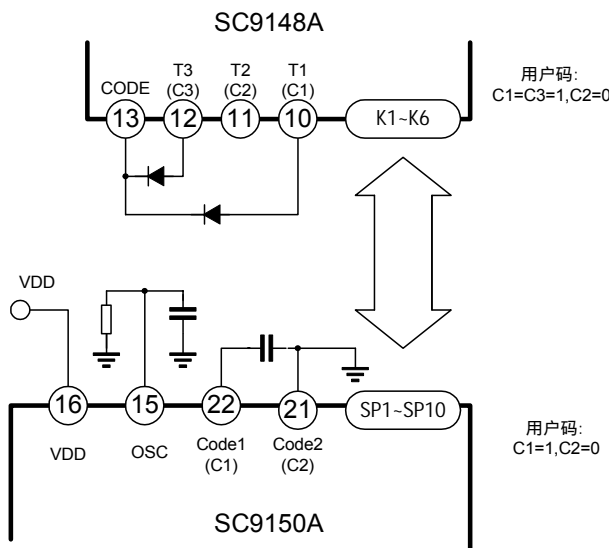 SC9148A
CODE
T3
(C3)
T2
(C2)
T1
(C1)
13
12
11
10
K1~K6
用户码:
C1=C3=1,C2=0
VDD
16
15
22
21
SP1~SP10
VDD
OSC
Code1
(C1)
Code2
(C2)
用户码:
C1=1,C2=0
SC9150A